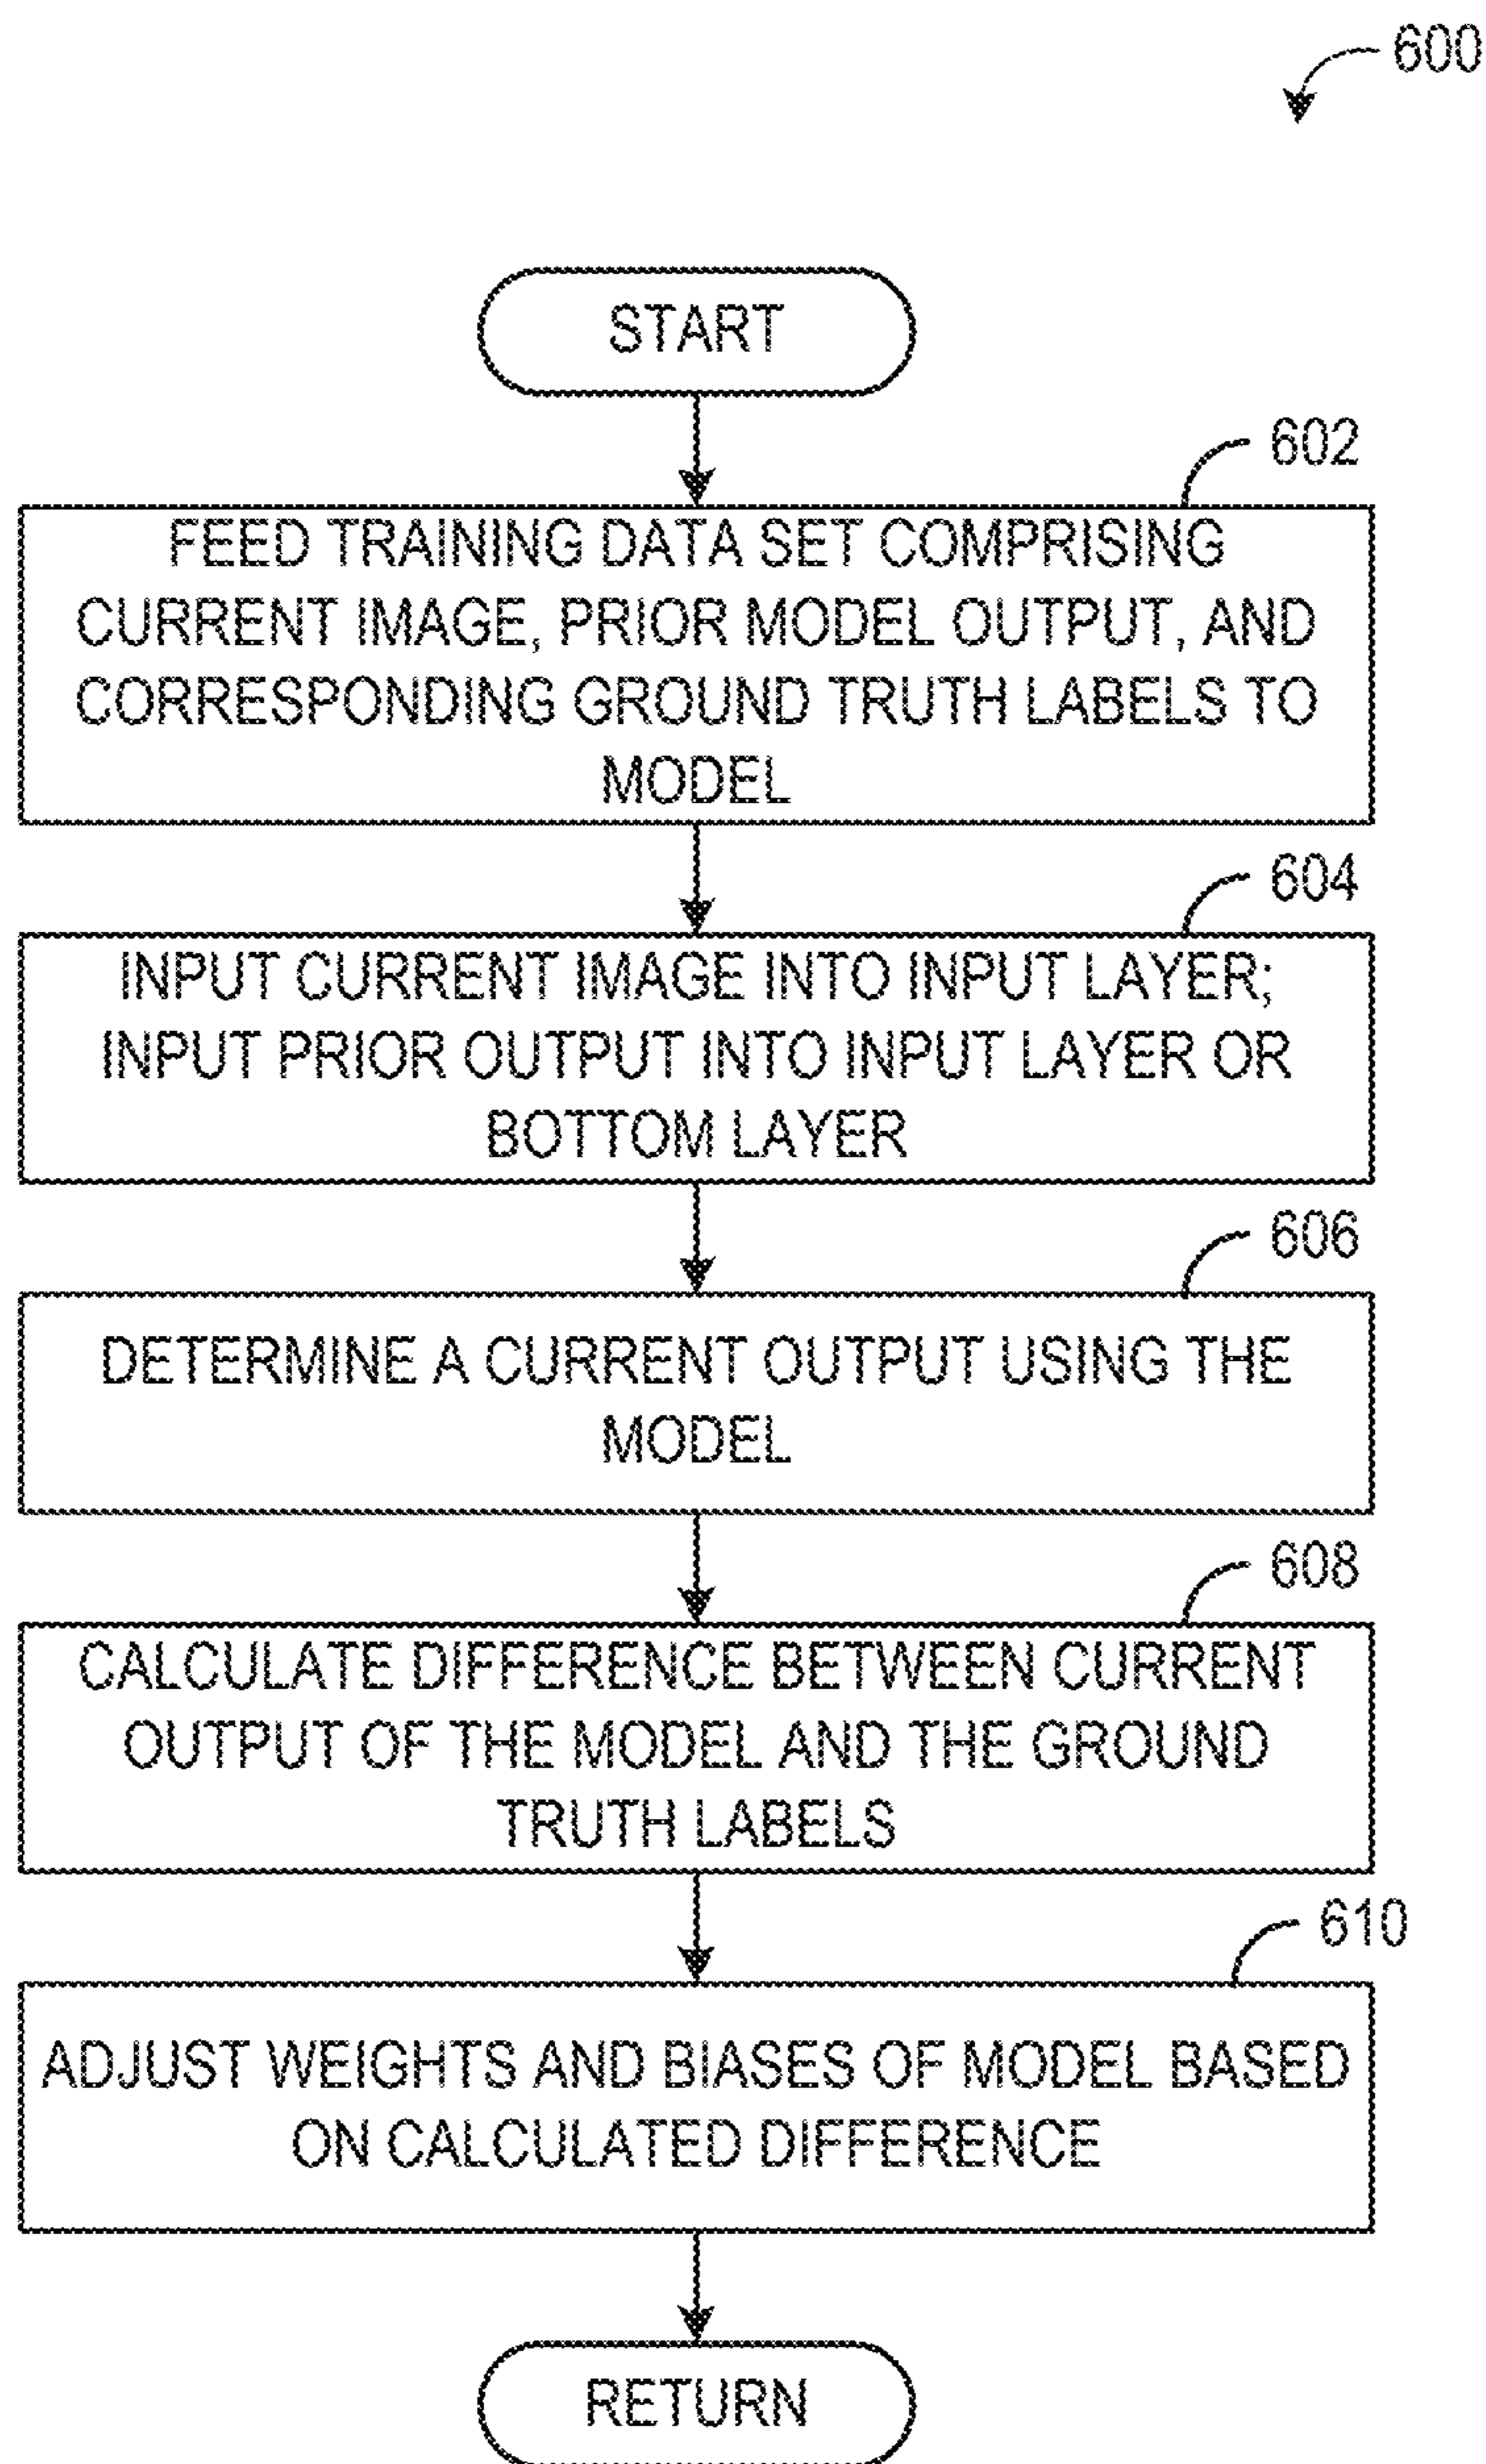 600
START
602
FEED TRAINING DATA SET COMPRISING
CURRENT IMAGE, PRIOR MODEL OUTPUT, AND
CORRESPONDING GROUND TRUTH LABELS TO
MODEL
604
INPUT CURRENT IMAGE INTO INPUT LAYER;
INPUT PRIOR OUTPUT INTO INPUT LAYER OR
BOTTOM LAYER
606
DETERMINE A CURRENT OUTPUT USING THE
MODEL
608
CALCULATE DIFFERENCE BETWEEN CURRENT
OUTPUT OF THE MODEL AND THE GROUND
TRUTH LABELS
610
ADJUST WEIGHTS AND BIASES OF MODEL BASED
ON CALCULATED DIFFERENCE
RETURN